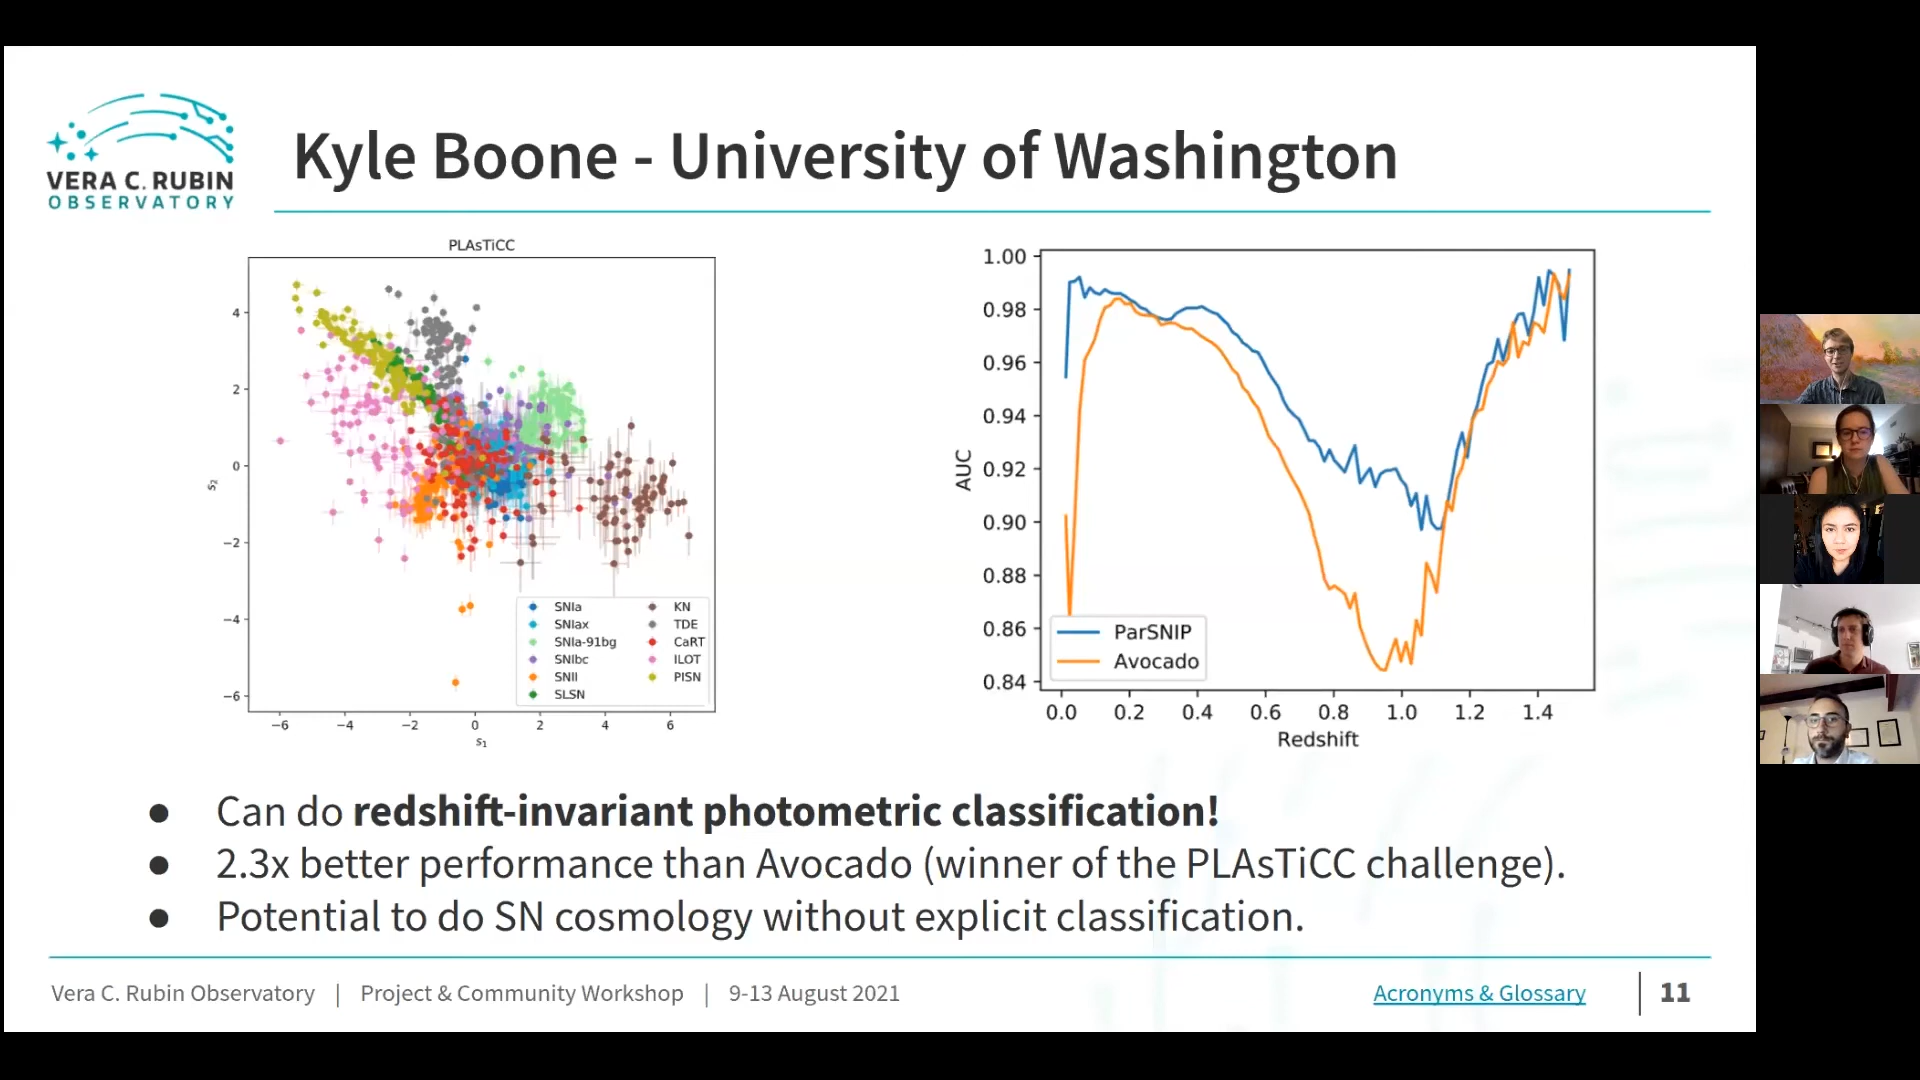 VERA C. RUBIN
OBSERVATORY
Kyle Boone - University of Washington
PLAsTiCC
4
2
0
−2
−4
−6
s2
−6 −4 −2 0 2 4 6
s1
SNIa
SNIax
SNIa-91bg
SNIbc
SNII
SLSN
KN
TDE
CaRT
ILOT
PISN
1.00
0.98
0.96
0.94
0.92
0.90
0.88
0.86
0.84
AUC
ParSNIP
Avocado
0.0 0.2 0.4 0.6 0.8 1.0 1.2 1.4
Redshift
● Can do redshift-invariant photometric classification!
● 2.3x better performance than Avocado (winner of the PLAsTiCC challenge).
● Potential to do SN cosmology without explicit classification.
Vera C. Rubin Observatory | Project & Community Workshop | 9-13 August 2021
Acronyms & Glossary | 11